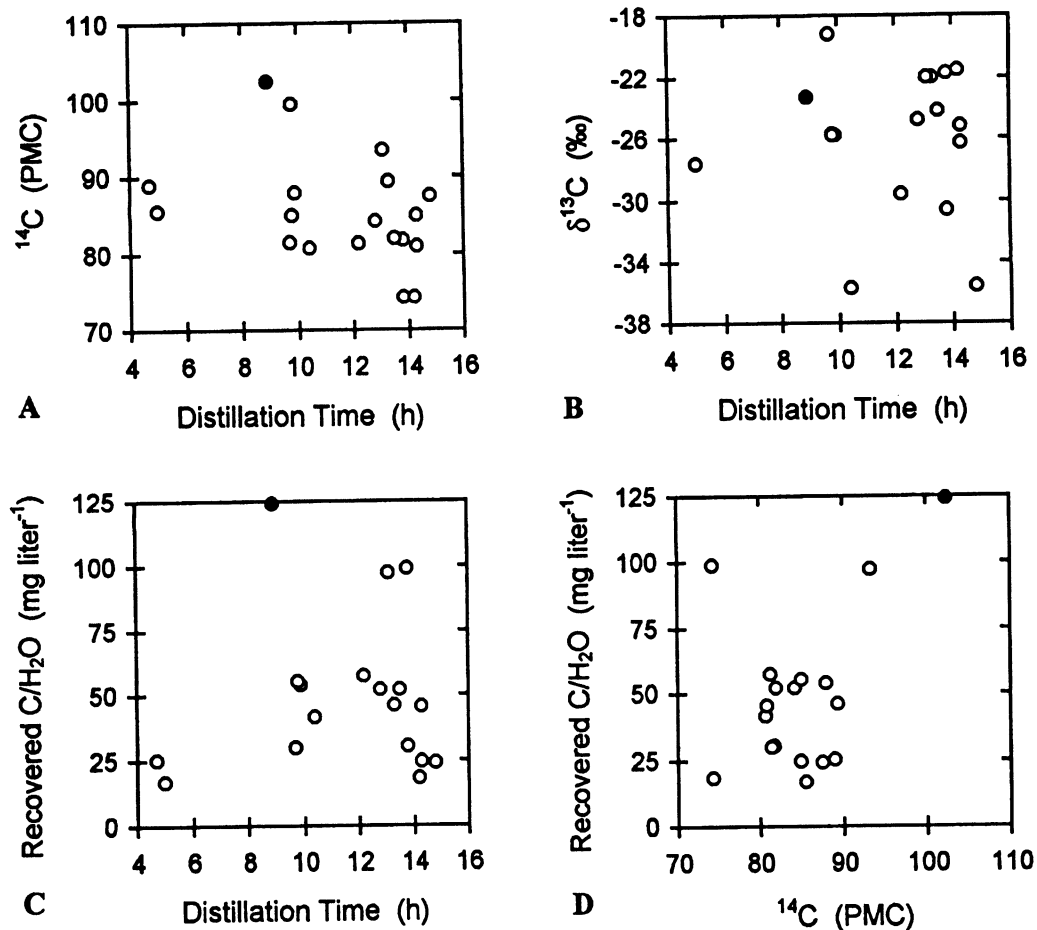 110
100
90
80
70
¹⁴C (PMC)
4 6 8 10 12 14 16
Distillation Time (h)
A
-18
-22
-26
-30
-34
-38
δ¹³C (‰)
4 6 8 10 12 14 16
Distillation Time (h)
B
125
100
75
50
25
0
Recovered C/H₂O (mg liter⁻¹)
4 6 8 10 12 14 16
Distillation Time (h)
C
125
100
75
50
25
0
Recovered C/H₂O (mg liter⁻¹)
70 80 90 100 110
¹⁴C (PMC)
D